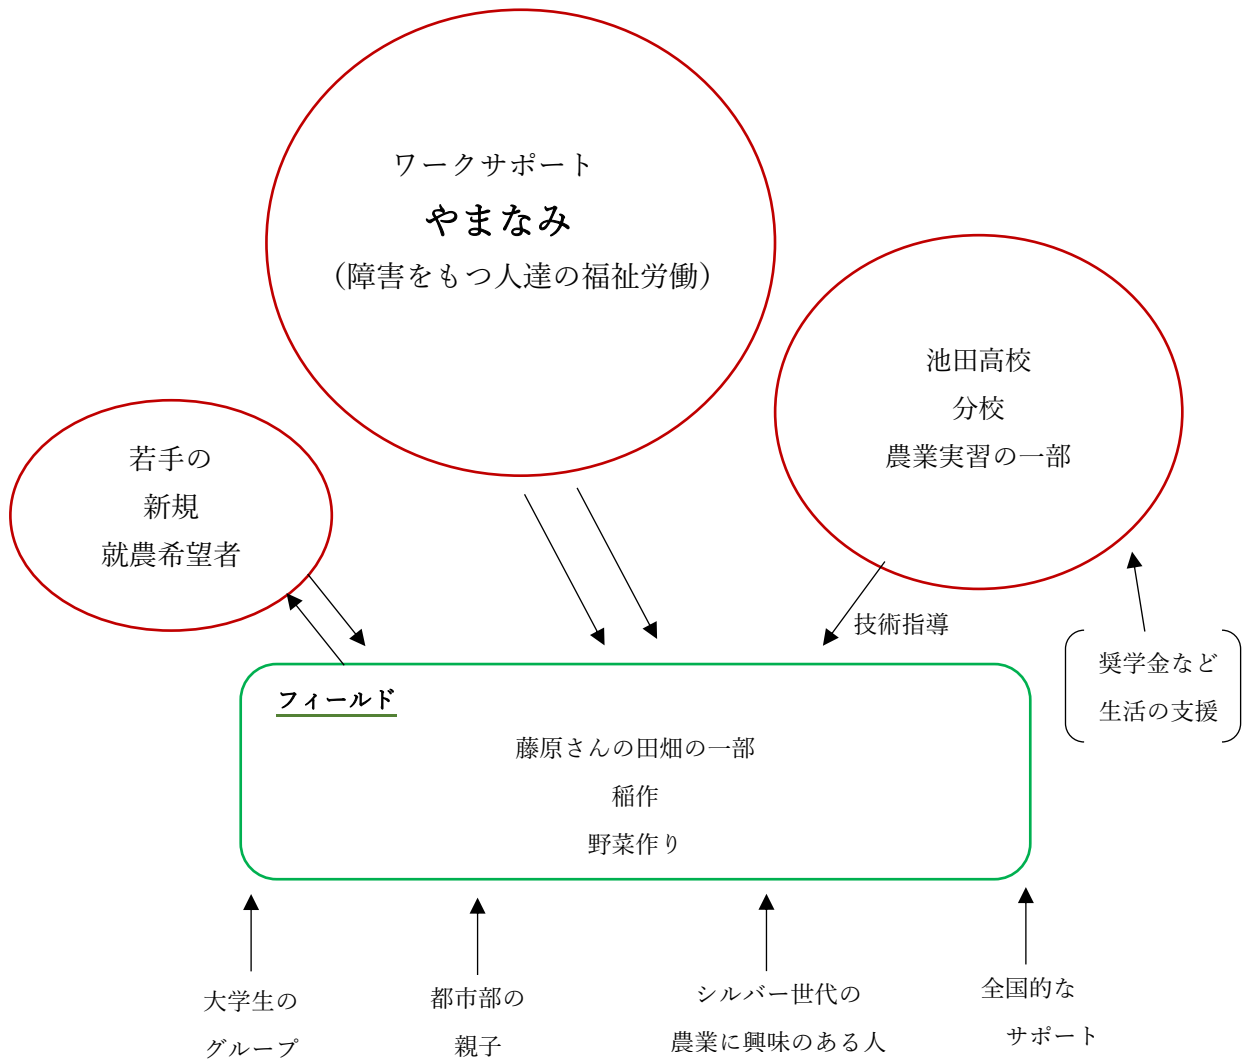 ワークサポート
やまなみ
（障害をもつ人達の福祉労働）
池田高校
分校
農業実習の一部
若手の
新規
就農希望者
技術指導
奨学金など
生活の支援
フィールド
藤原さんの田畑の一部
稲作
野菜作り
大学生の
グループ
都市部の
親子
シルバー世代の
農業に興味のある人
全国的な
サポート